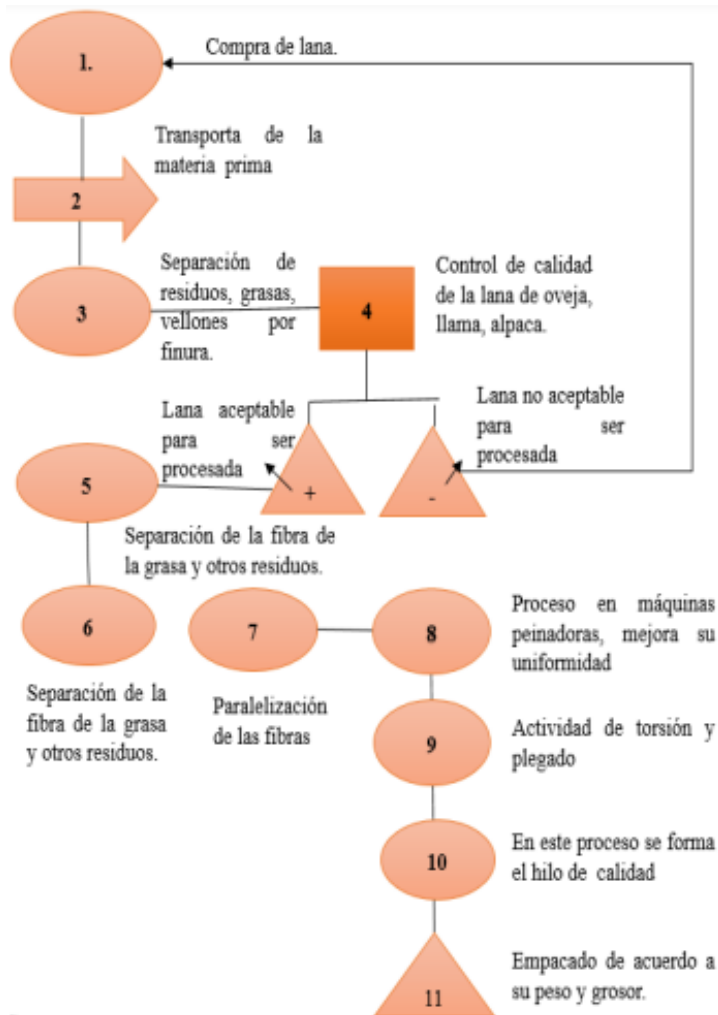 1.
Compra de lana.
Transporta de la
materia prima
2
Separación de
residuos, grasas,
vellones por
finura.
3
4
Control de calidad
de la lana de oveja,
llama, alpaca.
Lana aceptable
para ser
procesada
Lana no aceptable
para ser
procesada
+
-
5
Separación de la fibra de
la grasa y otros residuos.
6
Separación de la
fibra de la grasa
y otros residuos.
7
Paralelización
de las fibras
8
Proceso en máquinas
peinadoras, mejora su
uniformidad
9
Actividad de torsión y
plegado
10
En este proceso se forma
el hilo de calidad
11
Empacado de acuerdo a
su peso y grosor.